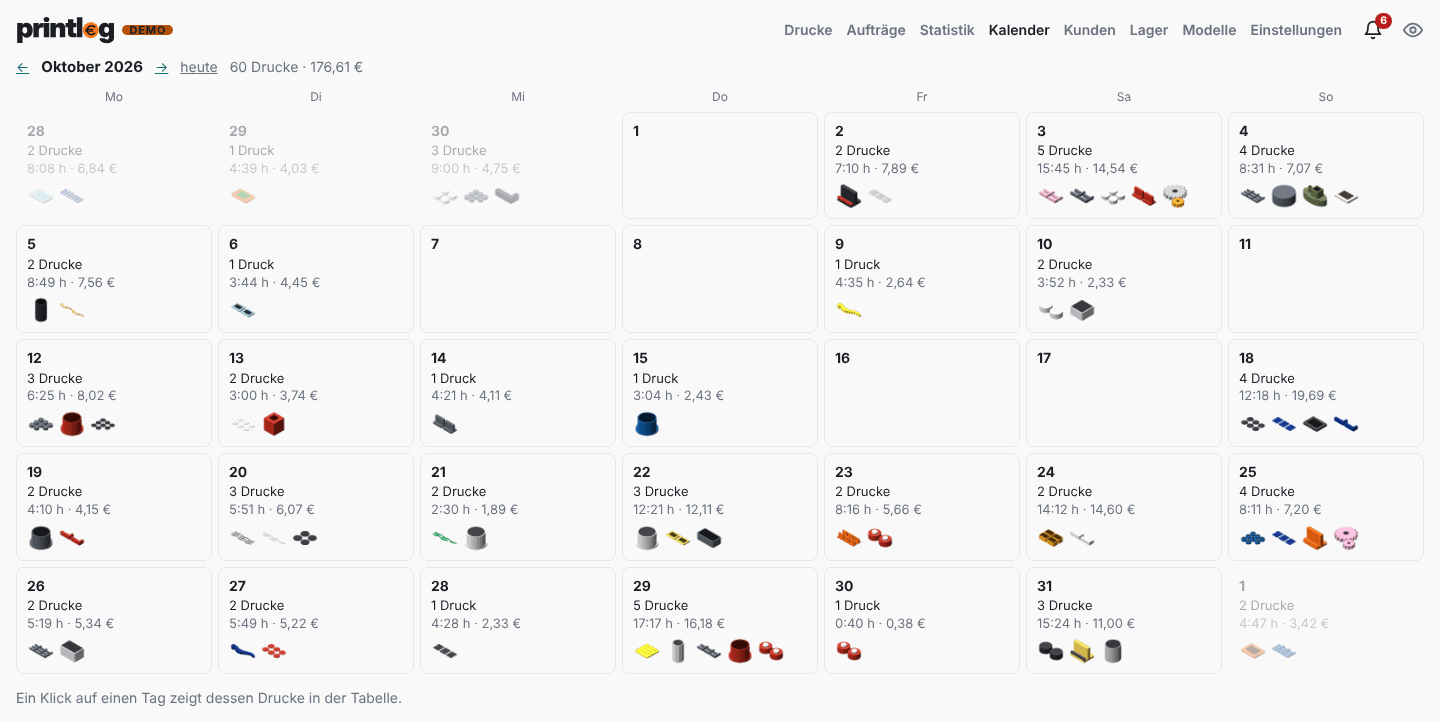 printl€g DEMO Drucke Aufträge Statistik Kalender Kunden Lager Modelle Einstellungen 6
← Oktober 2026 → heute 60 Drucke · 176,61 €
Mo Di Mi Do Fr Sa So
28 29 30 1 2 3 4
2 Drucke 1 Druck 3 Drucke 2 Drucke 5 Drucke 4 Drucke
8:08 h · 6,84 € 4:39 h · 4,03 € 9:00 h · 4,75 € 7:10 h · 7,89 € 15:45 h · 14,54 € 8:31 h · 7,07 €
5 6 7 8 9 10 11
2 Drucke 1 Druck 1 Druck 2 Drucke
8:49 h · 7,56 € 3:44 h · 4,45 € 4:35 h · 2,64 € 3:52 h · 2,33 €
12 13 14 15 16 17 18
3 Drucke 2 Drucke 1 Druck 1 Druck 4 Drucke
6:25 h · 8,02 € 3:00 h · 3,74 € 4:21 h · 4,11 € 3:04 h · 2,43 € 12:18 h · 19,69 €
19 20 21 22 23 24 25
2 Drucke 3 Drucke 2 Drucke 3 Drucke 2 Drucke 2 Drucke 4 Drucke
4:10 h · 4,15 € 5:51 h · 6,07 € 2:30 h · 1,89 € 12:21 h · 12,11 € 8:16 h · 5,66 € 14:12 h · 14,60 € 8:11 h · 7,20 €
26 27 28 29 30 31 1
2 Drucke 2 Drucke 1 Druck 5 Drucke 1 Druck 3 Drucke 2 Drucke
5:19 h · 5,34 € 5:49 h · 5,22 € 4:28 h · 2,33 € 17:17 h · 16,18 € 0:40 h · 0,38 € 15:24 h · 11,00 € 4:47 h · 3,42 €
Ein Klick auf einen Tag zeigt dessen Drucke in der Tabelle.